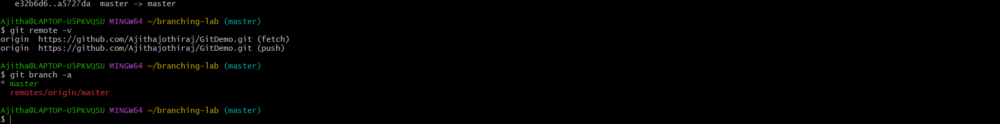 e32b6d6..a5727da  master -> master
Ajitha@LAPTOP-U5PKVQSU MINGW64 ~/branching-lab (master)
$ git remote -v
origin  https://github.com/Ajithajothiraj/GitDemo.git (fetch)
origin  https://github.com/Ajithajothiraj/GitDemo.git (push)
Ajitha@LAPTOP-U5PKVQSU MINGW64 ~/branching-lab (master)
$ git branch -a
* master
  remotes/origin/master
Ajitha@LAPTOP-U5PKVQSU MINGW64 ~/branching-lab (master)
$